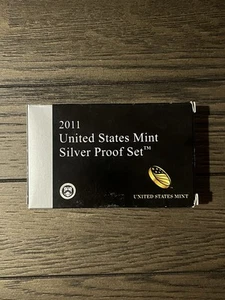 2011
United States Mint
Silver Proof Set™
UNITED STATES MINT